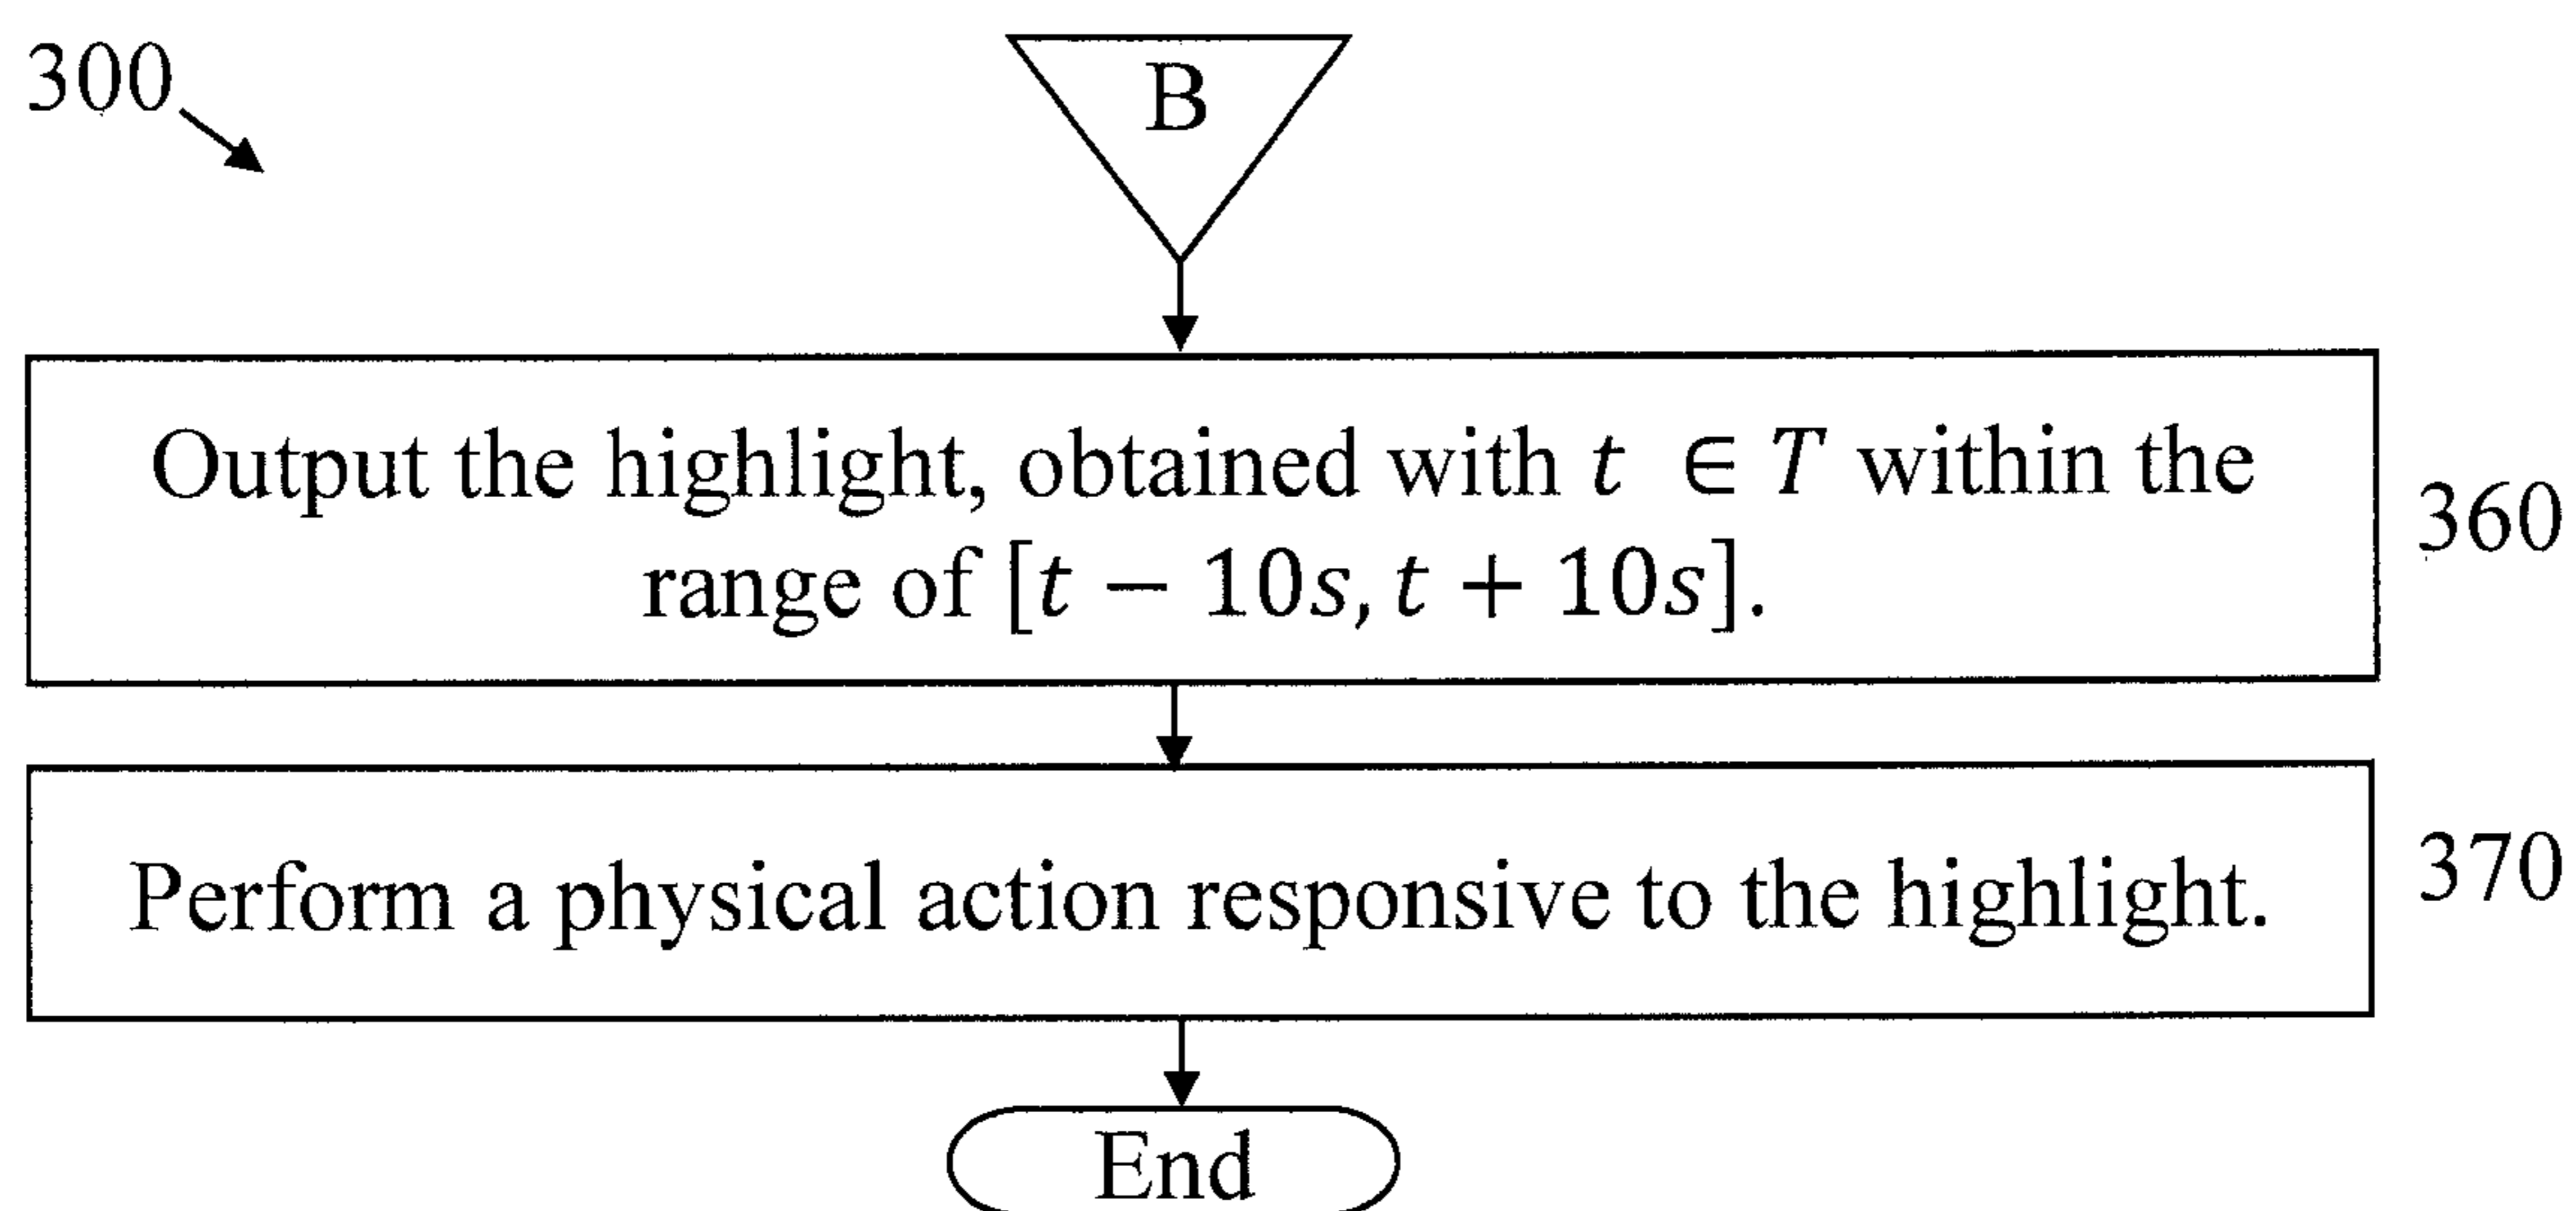 300
B
Output the highlight, obtained with t ∈ T within the
range of [t − 10s, t + 10s].
360
Perform a physical action responsive to the highlight.
370
End